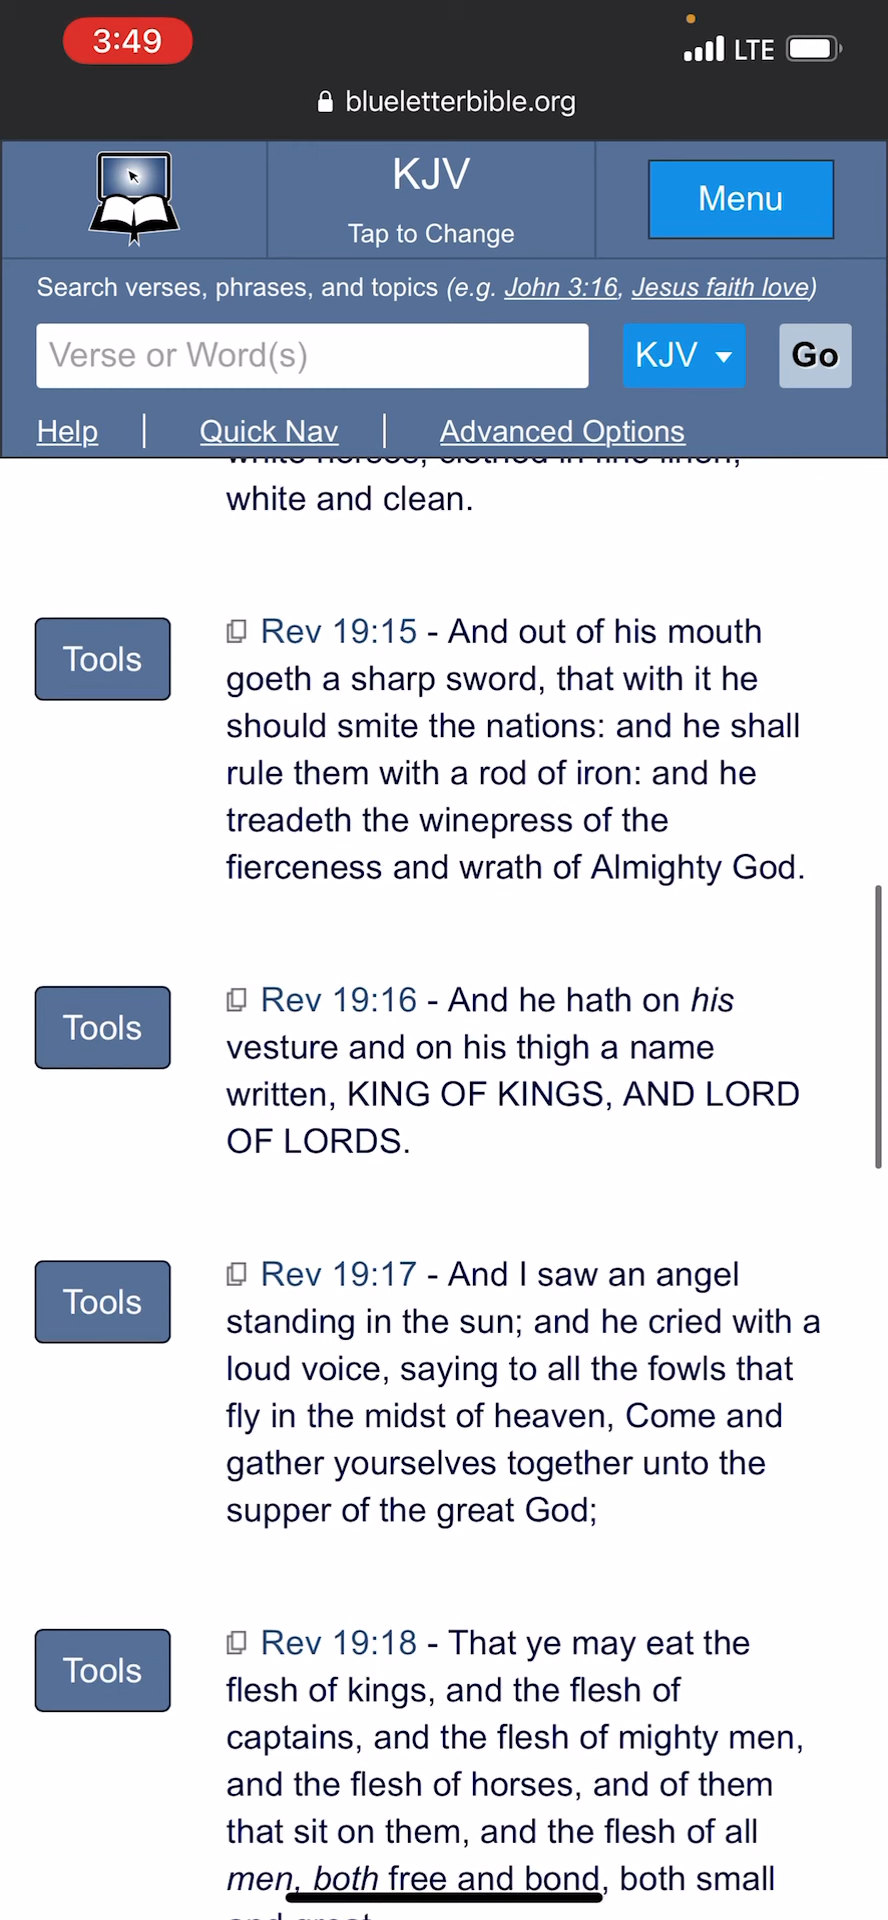 3:49
LTE
blueletterbible.org
KJV
Tap to Change
Menu
Search verses, phrases, and topics (e.g. John 3:16, Jesus faith love)
Verse or Word(s)
KJV
Go
Help | Quick Nav | Advanced Options
white horses, clothed in fine linen,
white and clean.
Tools
Rev 19:15 - And out of his mouth
goeth a sharp sword, that with it he
should smite the nations: and he shall
rule them with a rod of iron: and he
treadeth the winepress of the
fierceness and wrath of Almighty God.
Tools
Rev 19:16 - And he hath on his
vesture and on his thigh a name
written, KING OF KINGS, AND LORD
OF LORDS.
Tools
Rev 19:17 - And I saw an angel
standing in the sun; and he cried with a
loud voice, saying to all the fowls that
fly in the midst of heaven, Come and
gather yourselves together unto the
supper of the great God;
Tools
Rev 19:18 - That ye may eat the
flesh of kings, and the flesh of
captains, and the flesh of mighty men,
and the flesh of horses, and of them
that sit on them, and the flesh of all
men, both free and bond, both small
and great